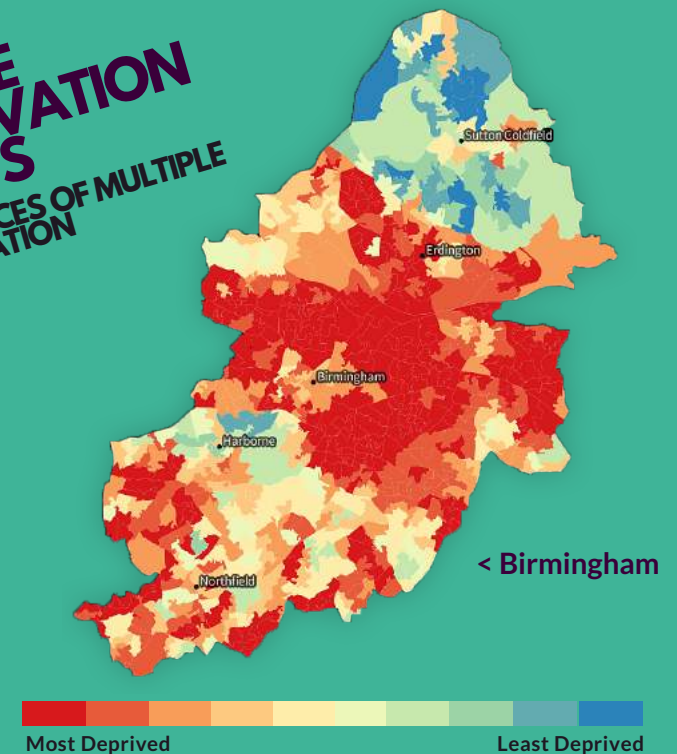 E
VATION
S
CES OF MULTIPLE
ATION
Sutton Coldfield
Erdington
Birmingham
Harborne
Northfield
< Birmingham
Most Deprived
Least Deprived